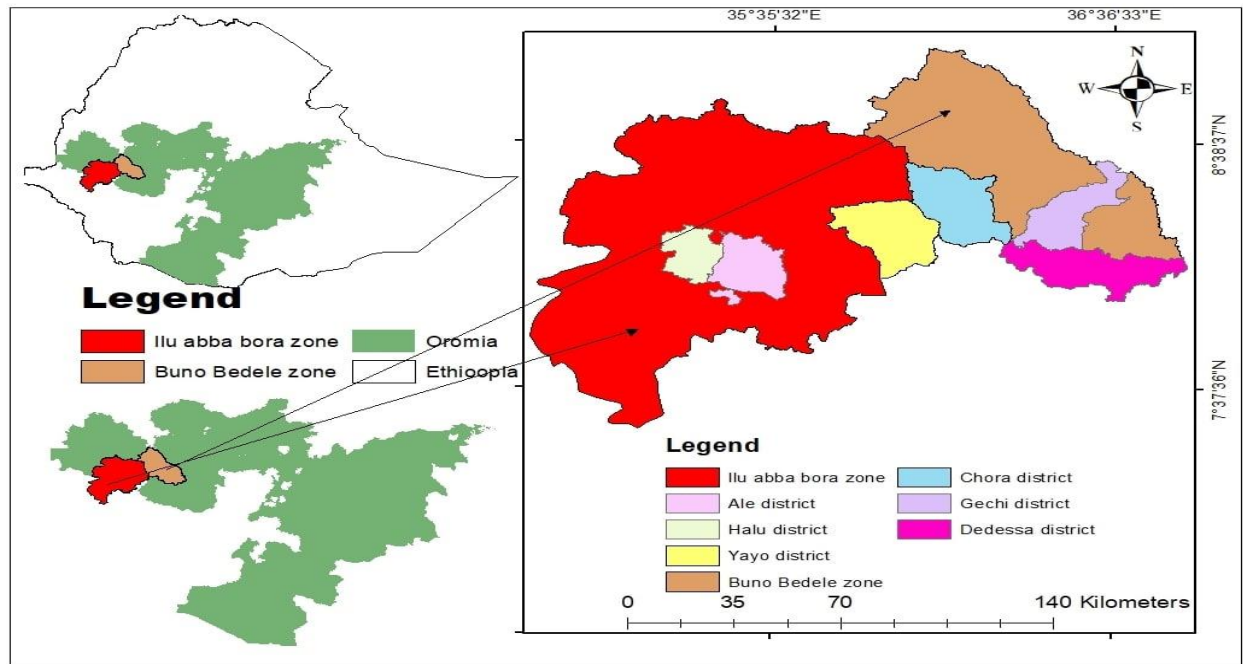 35°35'32"E
36°36'33"E
N
W
E
S
8°38'37"N
7°37'36"N
Legend
Ilu abba bora zone
Oromia
Buno Bedele zone
Ethioopia
Legend
Ilu abba bora zone
Chora district
Ale district
Gechi district
Halu district
Dedessa district
Yayo district
Buno Bedele zone
0 35 70 140 Kilometers